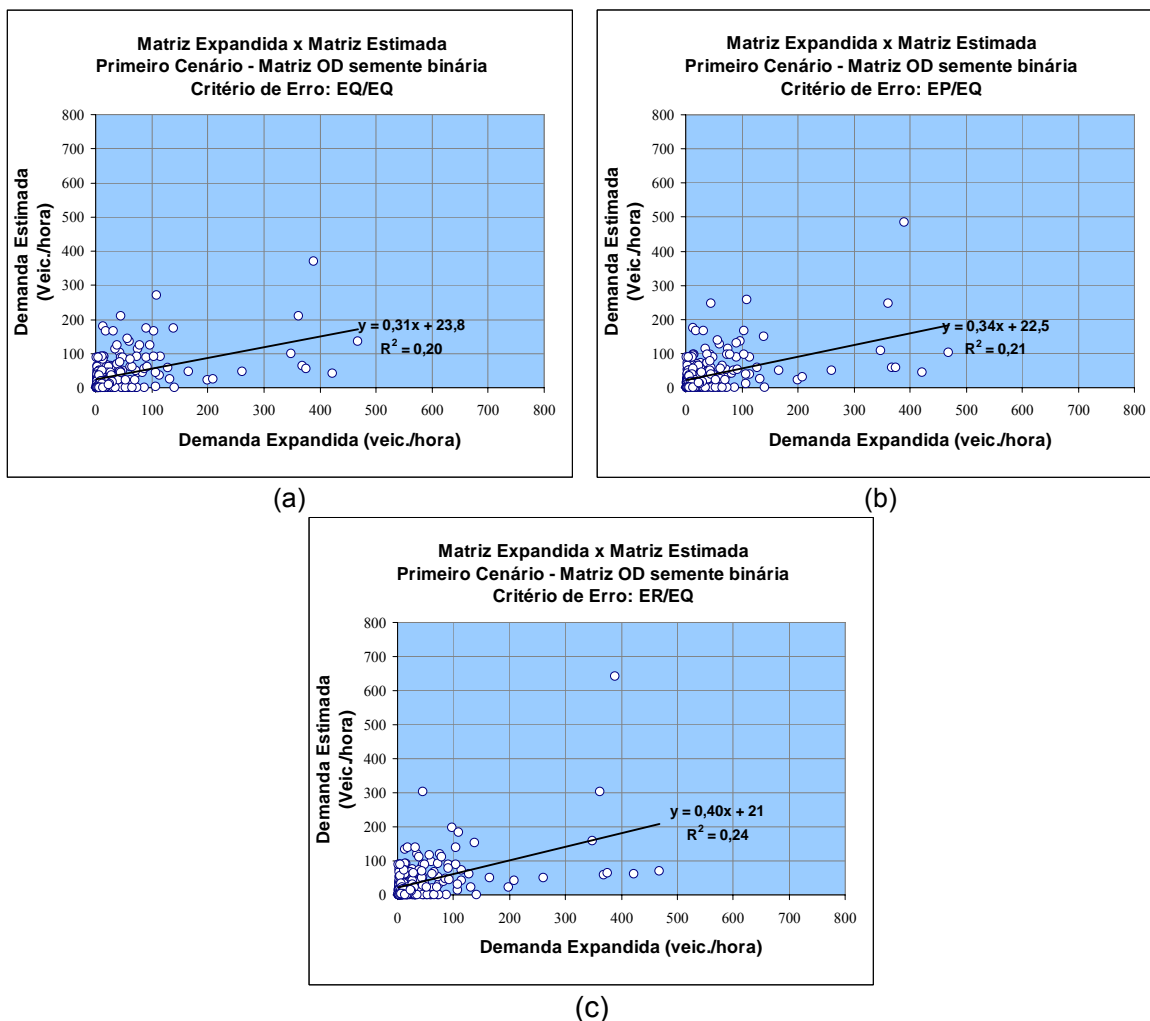 Matriz Expandida x Matriz Estimada
Primeiro Cenário - Matriz OD semente binária
Critério de Erro: EQ/EQ
800
700
600
500
400
300
200
100
0
0 100 200 300 400 500 600 700 800
Demanda Estimada
(Veic./hora)
y = 0,31x + 23,8
R² = 0,20
Demanda Expandida (veic./hora)
(a)
Matriz Expandida x Matriz Estimada
Primeiro Cenário - Matriz OD semente binária
Critério de Erro: EP/EQ
800
700
600
500
400
300
200
100
0
0 100 200 300 400 500 600 700 800
Demanda Estimada
(Veic./hora)
y = 0,34x + 22,5
R² = 0,21
Demanda Expandida (veic./hora)
(b)
Matriz Expandida x Matriz Estimada
Primeiro Cenário - Matriz OD semente binária
Critério de Erro: ER/EQ
800
700
600
500
400
300
200
100
0
0 100 200 300 400 500 600 700 800
Demanda Estimada
(Veic./hora)
y = 0,40x + 21
R² = 0,24
Demanda Expandida (veic./hora)
(c)